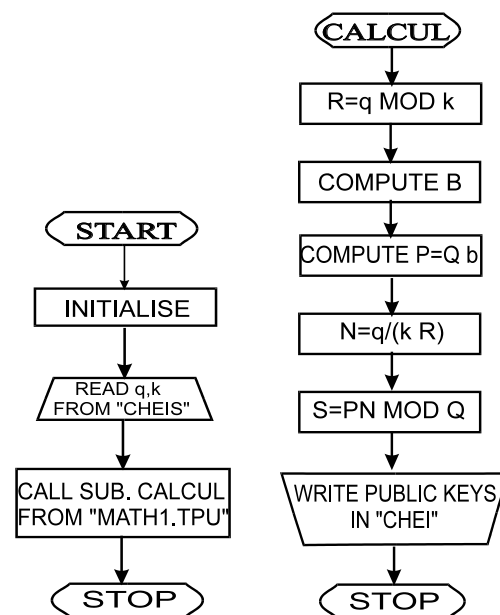 START
INITIALISE
READ q,k
FROM "CHEIS"
CALL SUB. CALCUL
FROM "MATH1.TPU"
STOP
CALCUL
R=q MOD k
COMPUTE B
COMPUTE P=Q b
N=q/(k R)
S=PN MOD Q
WRITE PUBLIC KEYS
IN "CHEI"
STOP